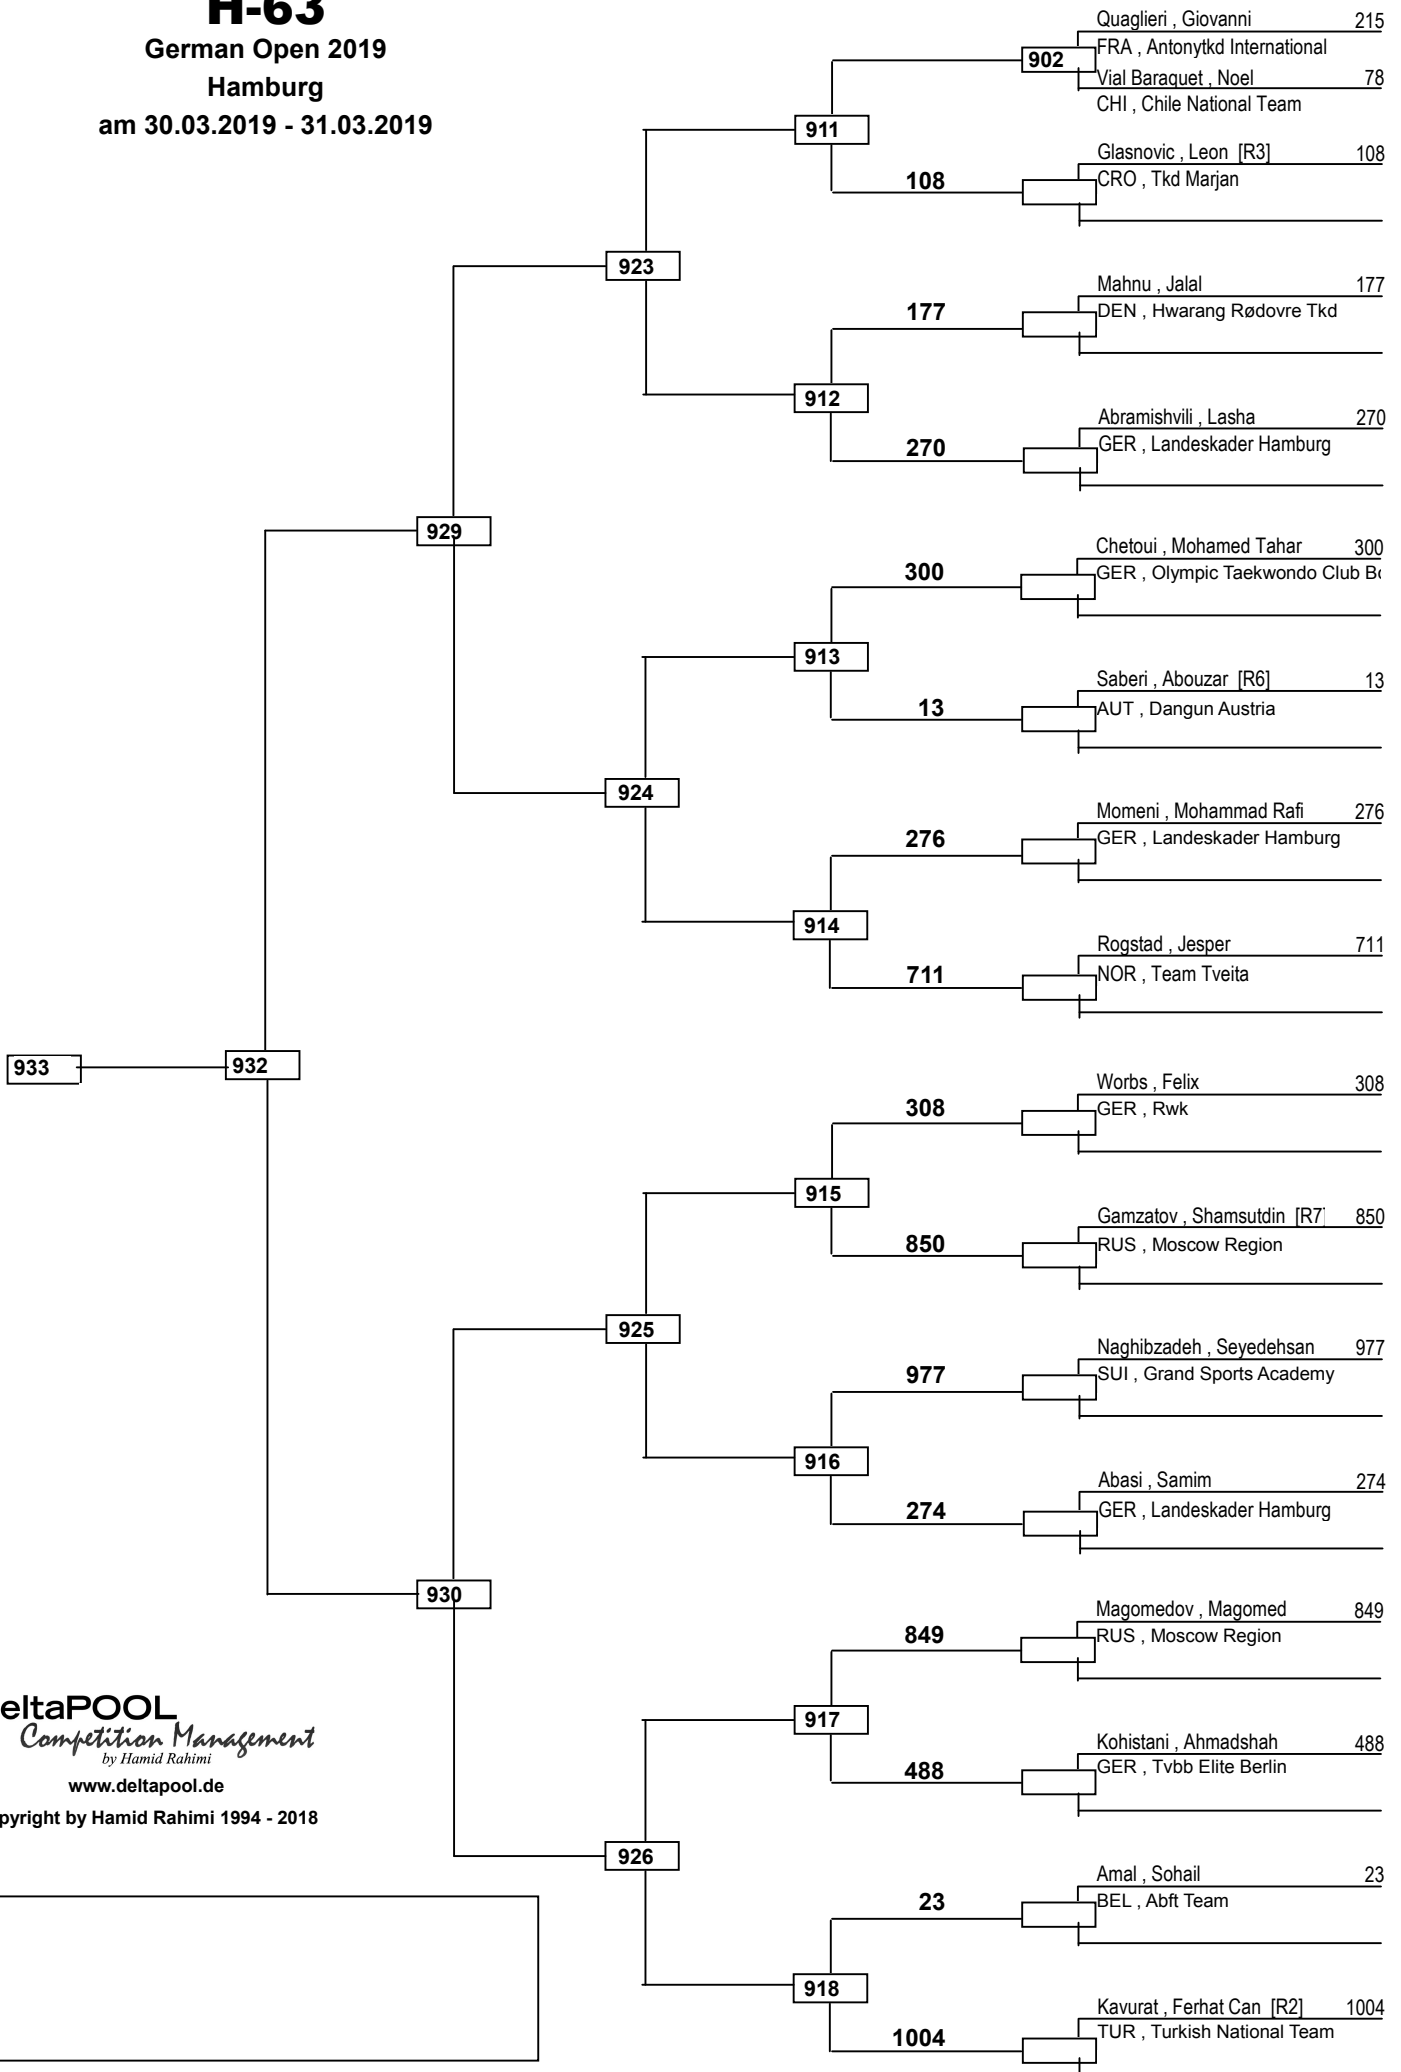 H-63
German Open 2019
Hamburg
am 30.03.2019 - 31.03.2019
Quaglieri , Giovanni 215
902 FRA , Antonytkd International
Vial Baraquet , Noel 78
CHI , Chile National Team
911
Glasnovic , Leon [R3] 108
108 CRO , Tkd Marjan
923
Mahnu , Jalal 177
177 DEN , Hwarang Rødovre Tkd
912
Abramishvili , Lasha 270
270 GER , Landeskader Hamburg
929
Chetoui , Mohamed Tahar 300
300 GER , Olympic Taekwondo Club
913
Saberi , Abouzar [R6] 13
13 AUT , Dangun Austria
924
Momeni , Mohammad Rafi 276
276 GER , Landeskader Hamburg
914
Rogstad , Jesper 711
711 NOR , Team Tveita
933 932
Worbs , Felix 308
308 GER , Rwk
915
Gamzatov , Shamsutdin [R7] 850
850 RUS , Moscow Region
925
Naghibzadeh , Seyedehsan 977
977 SUI , Grand Sports Academy
916
Abasi , Samim 274
274 GER , Landeskader Hamburg
930
Magomedov , Magomed 849
849 RUS , Moscow Region
917
Kohistani , Ahmadshah 488
488 GER , Tvbb Elite Berlin
926
Amal , Sohail 23
23 BEL , Abft Team
918
Kavurat , Ferhat Can [R2] 1004
1004 TUR , Turkish National Team
eltaPOOL
Competition Management
by Hamid Rahimi
www.deltapool.de
pyright by Hamid Rahimi 1994 - 2018